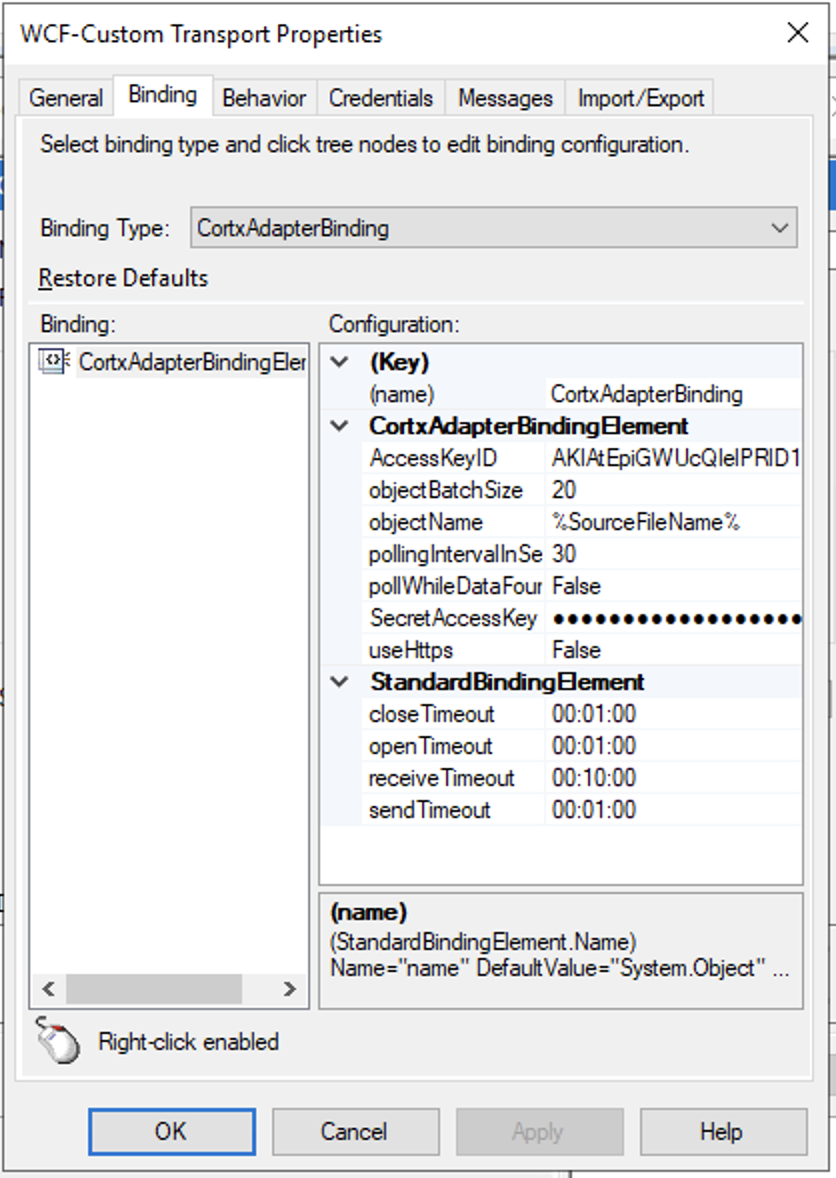 WCF-Custom Transport Properties
General Binding Behavior Credentials Messages Import/Export
Select binding type and click tree nodes to edit binding configuration.
Binding Type: CortxAdapterBinding
Restore Defaults
Binding: Configuration:
CortxAdapterBindingEler
(Key)
(name) CortxAdapterBinding
CortxAdapterBindingElement
AccessKeyID
objectBatchSize 20
objectName %SourceFileName%
pollingIntervalInSe 30
pollWhileDataFour False
SecretAccessKey ●●●●●●●●●●●●●●●●●●
useHttps False
StandardBindingElement
closeTimeout 00:01:00
openTimeout 00:01:00
receiveTimeout 00:10:00
sendTimeout 00:01:00
(name)
(StandardBindingElement.Name)
Name="name" DefaultValue="System.Object" ...
Right-click enabled
OK Cancel Apply Help